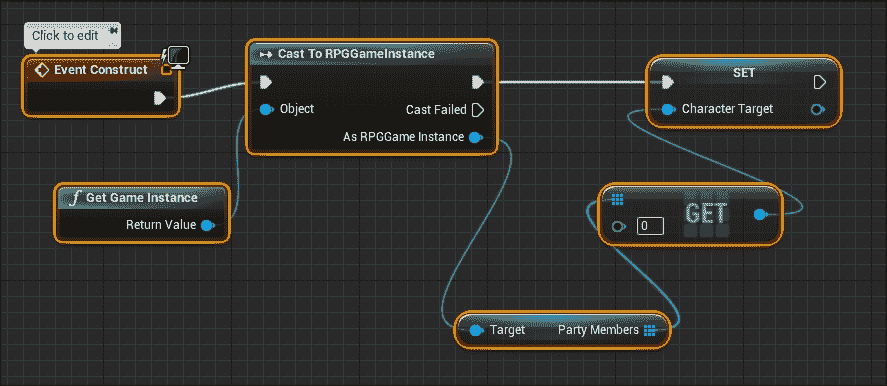 Click to edit
Event Construct
Cast To RPGGameInstance
Object
Cast Failed
As RPGGame Instance
SET
Character Target
f Get Game Instance
Return Value
GET
0
Target Party Members